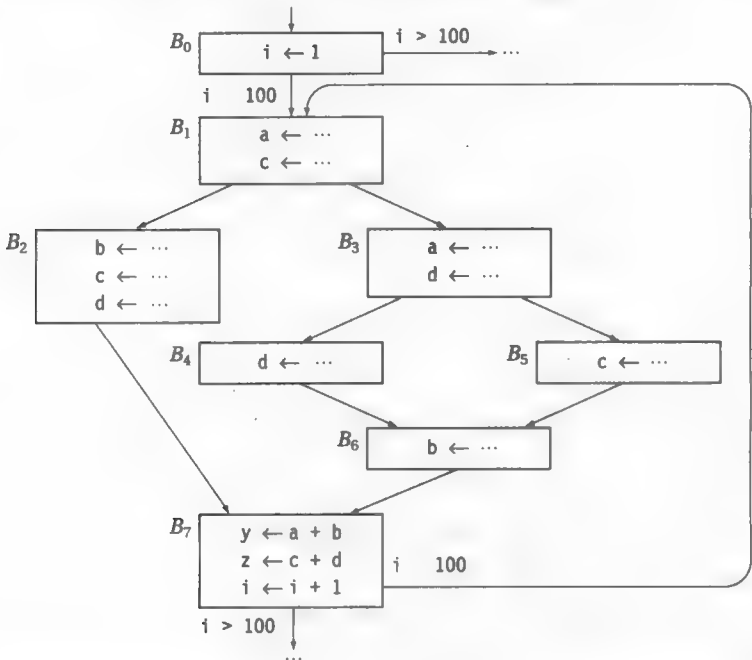 B0
i ← 1
i > 100
...
i 100
B1
a ← ...
c ← ...
B2
b ← ...
c ← ...
d ← ...
B3
a ← ...
d ← ...
B4
d ← ...
B5
c ← ...
B6
b ← ...
B7
y ← a + b
z ← c + d
i ← i + 1
i 100
i > 100
...